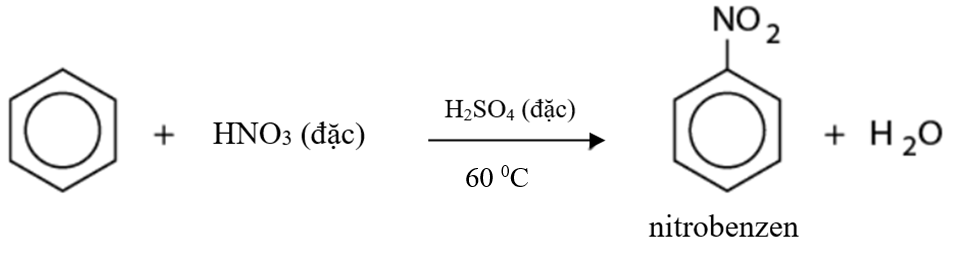 NO₂
H₂SO₄ (đặc)
+ HNO₃ (đặc) + H₂O
60 ⁰C
nitrobenzen